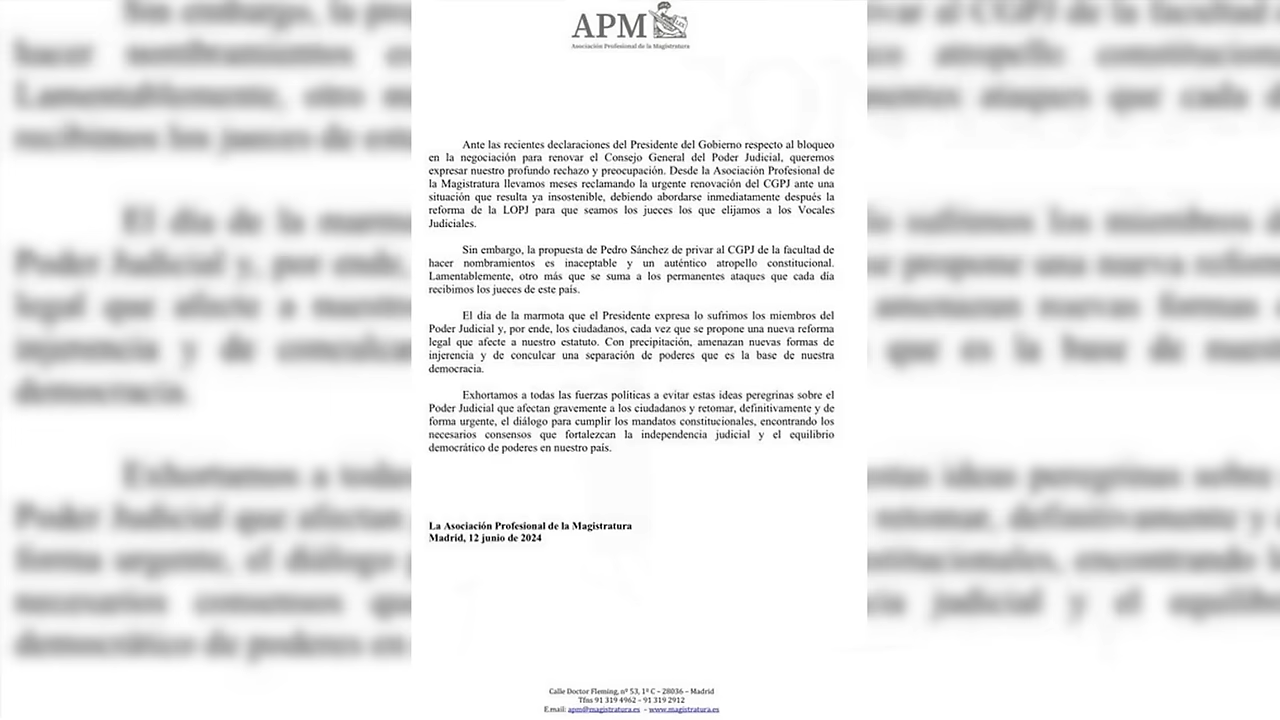 APM
Asociación Profesional de la Magistratura
Ante las recientes declaraciones del Presidente del Gobierno respecto al bloqueo
en la negociación para renovar el Consejo General del Poder Judicial, queremos
expresar nuestro profundo rechazo y preocupación. Desde la Asociación Profesional de
la Magistratura llevamos meses reclamando la urgente renovación del CGPJ ante una
situación que resulta ya insostenible, debiendo abordarse inmediatamente después la
reforma de la LOPJ para que seamos los jueces los que elijamos a los Vocales
Judiciales.
Sin embargo, la propuesta de Pedro Sánchez de privar al CGPJ de la facultad de
hacer nombramientos es inaceptable y un auténtico atropello constitucional.
Lamentablemente, otro más que se suma a los permanentes ataques que cada día
recibimos los jueces de este país.
El día de la marmota que el Presidente expresa lo sufrimos los miembros del
Poder Judicial y, por ende, los ciudadanos, cada vez que se propone una nueva reforma
legal que afecte a nuestro estatuto. Con precipitación, amenazan nuevas formas de
injerencia y de conculcar una separación de poderes que es la base de nuestra
democracia.
Exhortamos a todas las fuerzas políticas a evitar estas ideas peregrinas sobre el
Poder Judicial que afectan gravemente a los ciudadanos y retomar, definitivamente y de
forma urgente, el diálogo para cumplir los mandatos constitucionales, encontrando los
necesarios consensos que fortalezcan la independencia judicial y el equilibrio
democrático de poderes en nuestro país.
La Asociación Profesional de la Magistratura
Madrid, 12 junio de 2024
Calle Doctor Fleming, nº 53, 1º C – 28036 – Madrid
Tfns 91 319 4962 – 91 319 2912
E.mail: apm@magistratura.es - www.magistratura.es